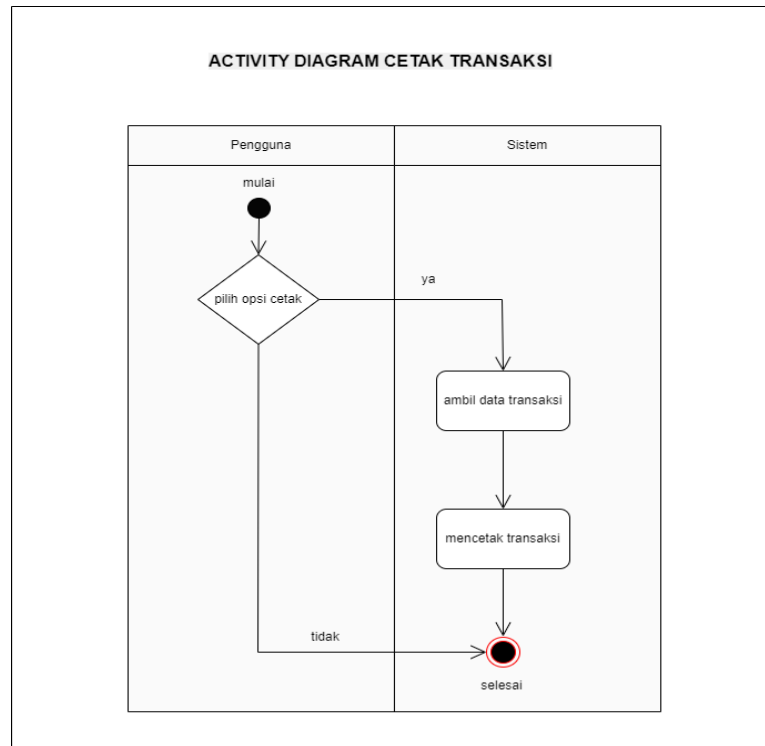 ACTIVITY DIAGRAM CETAK TRANSAKSI
Pengguna
Sistem
mulai
pilih opsi cetak
ya
ambil data transaksi
mencetak transaksi
tidak
selesai